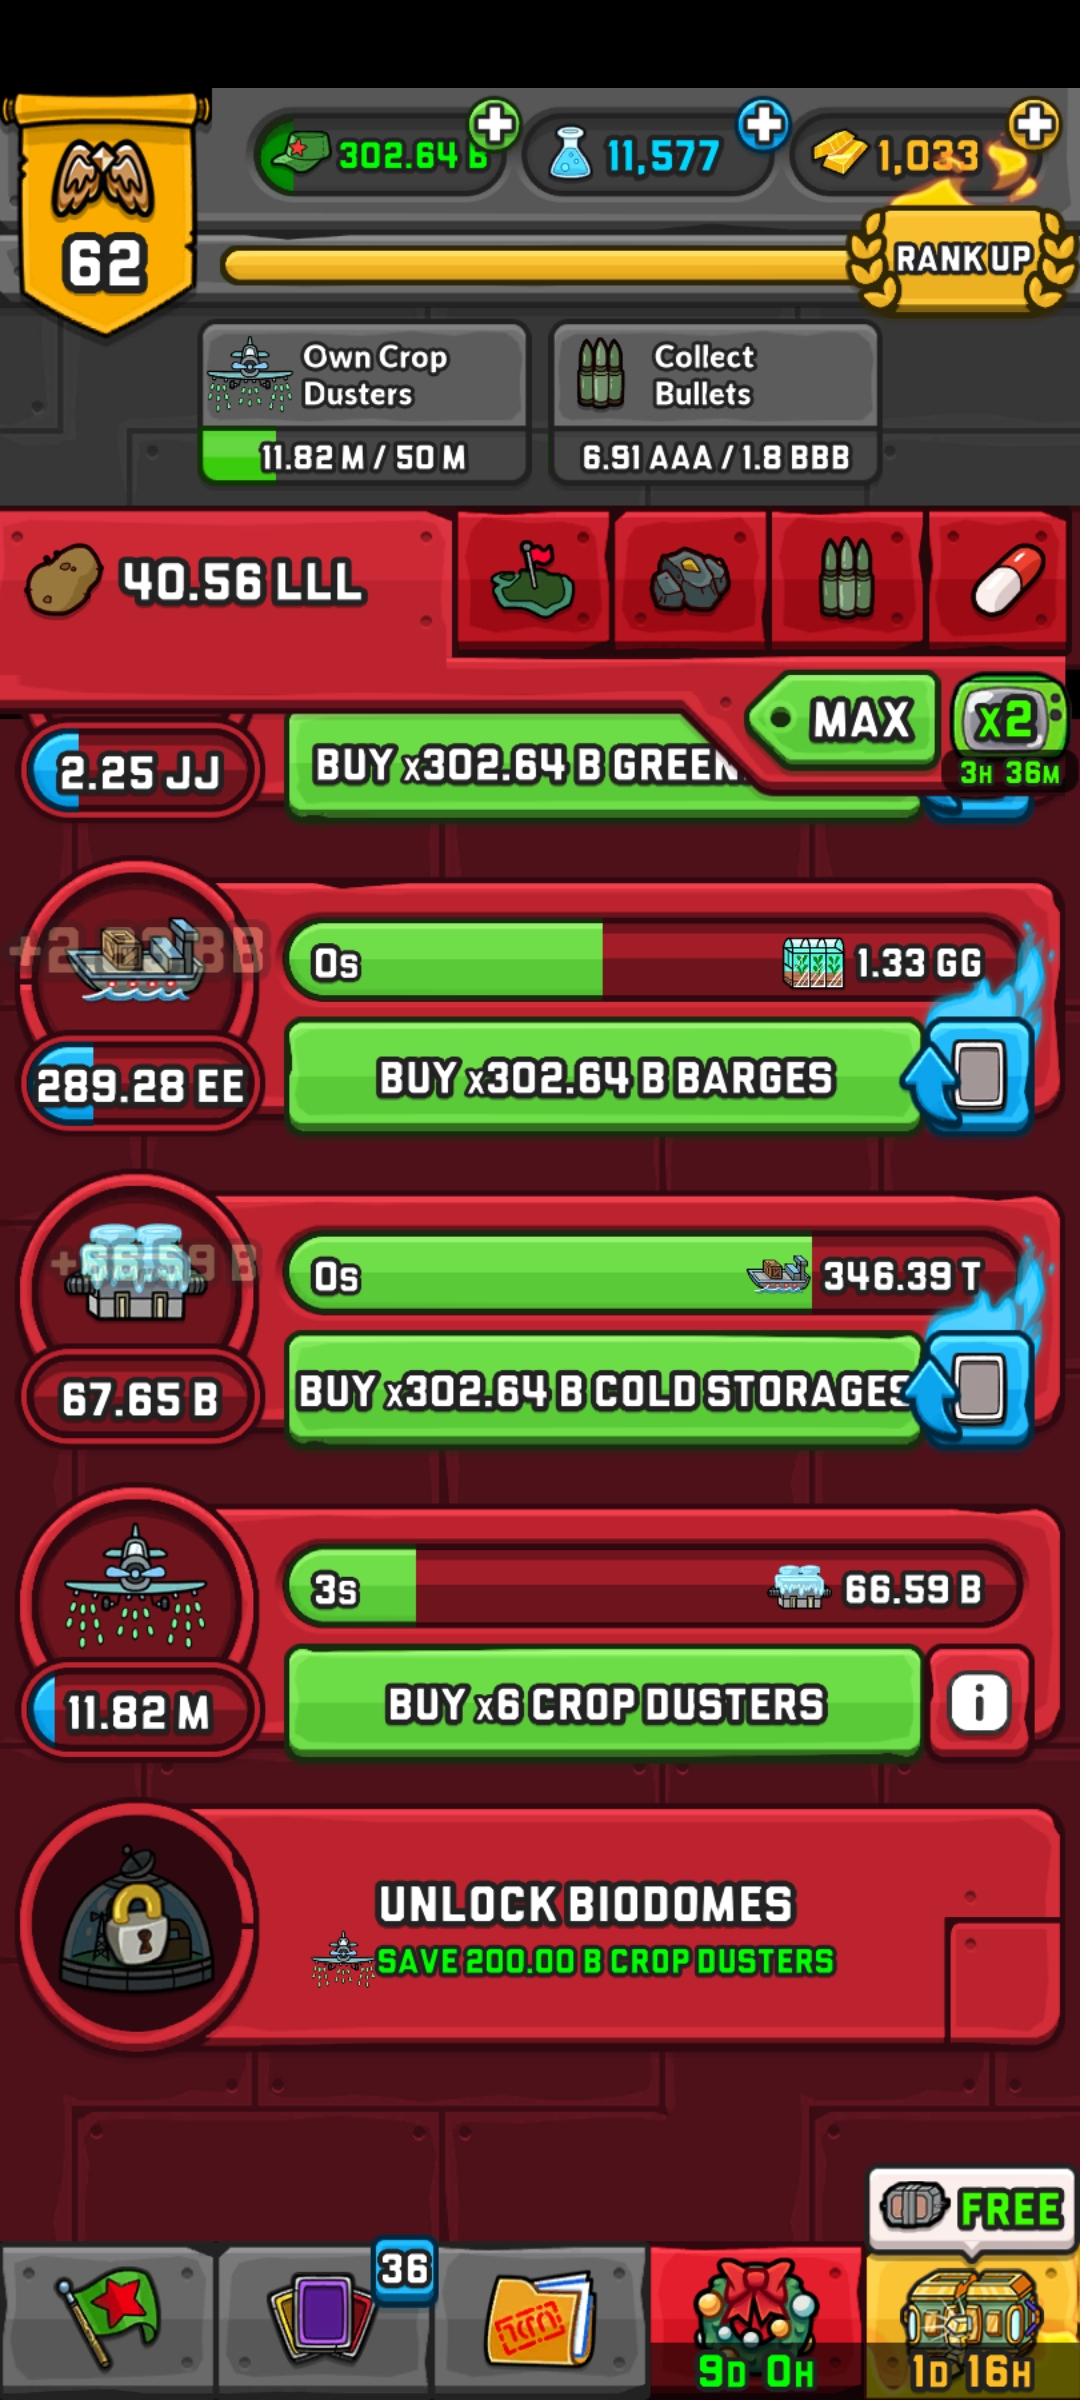 302.64 B
11,577
1,033
62
RANK UP
Own Crop
Dusters
11.82 M / 50 M
Collect
Bullets
6.91 AAA / 1.8 BBB
40.56 LLL
MAX
x2
3H 36M
2.25 JJ
BUY x302.64 B GREEN
0s
1.33 GG
289.28 EE
BUY x302.64 B BARGES
+66.59 B
0s
346.39 T
67.65 B
BUY x302.64 B COLD STORAGES
3s
66.59 B
11.82 M
BUY x6 CROP DUSTERS
i
UNLOCK BIODOMES
SAVE 200.00 B CROP DUSTERS
FREE
36
9D 0H
1D 16H